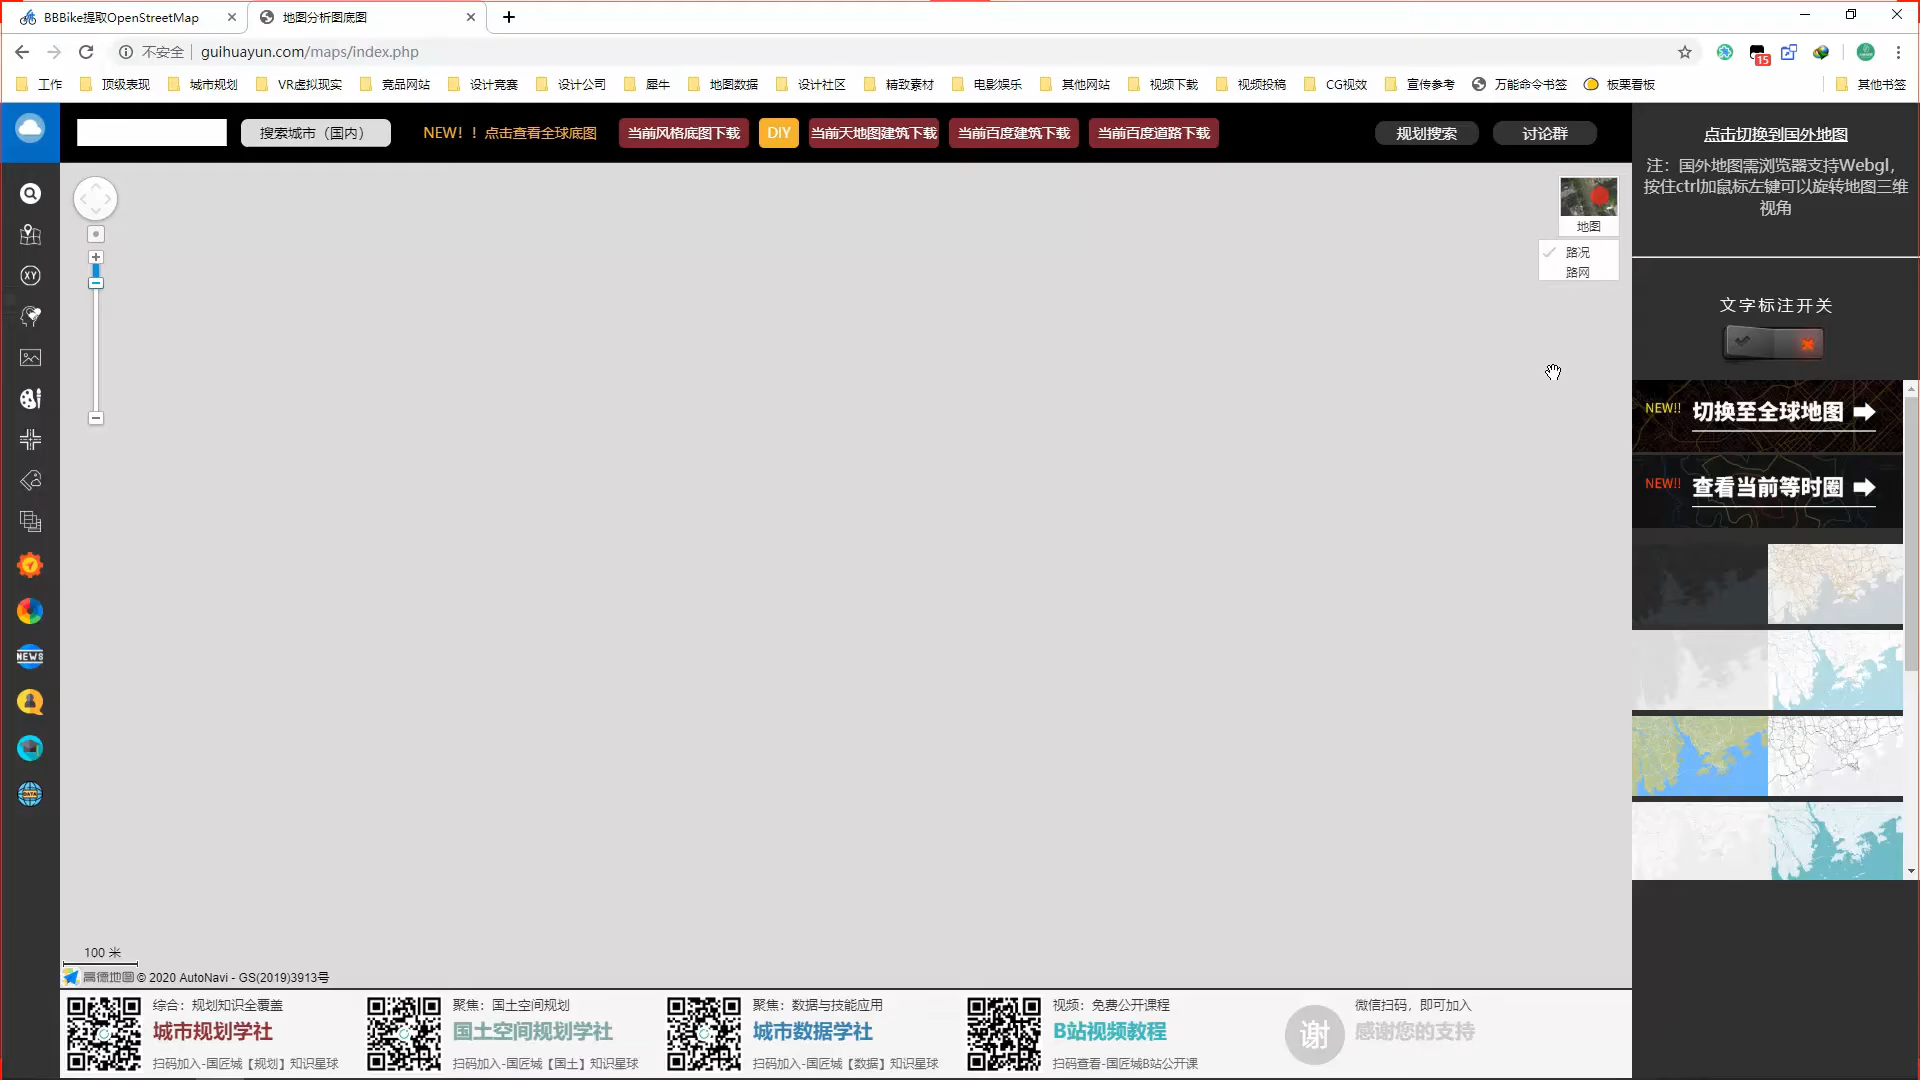 BBBike提取OpenStreetMap
地图分析图底图
不安全
guihuayun.com/maps/index.php
15
工作
顶级表现
城市规划
VR虚拟现实
竞品网站
设计竞赛
设计公司
犀牛
地图数据
设计社区
精致素材
电影娱乐
其他网站
视频下载
视频投稿
CG视效
宣传参考
万能命令书签
板栗看板
其他书签
搜索城市（国内）
NEW！！点击查看全球底图
当前风格底图下载
DIY
当前天地图建筑下载
当前百度建筑下载
当前百度道路下载
规划搜索
讨论群
点击切换到国外地图
注：国外地图需浏览器支持Webgl，
按住ctrl加鼠标左键可以旋转地图三维
视角
XY
地图
路况
路网
文字标注开关
NEW!! 切换至全球地图
NEW!! 查看当前等时圈
NEWS
DATA
100 米
高德地图 © 2020 AutoNavi - GS(2019)3913号
综合：规划知识全覆盖
城市规划学社
扫码加入-国匠城【规划】知识星球
聚焦：国土空间规划
国土空间规划学社
扫码加入-国匠城【国土】知识星球
聚焦：数据与技能应用
城市数据学社
扫码加入-国匠城【数据】知识星球
视频：免费公开课程
B站视频教程
扫码查看-国匠城B站公开课
谢
微信扫码，即可加入
感谢您的支持